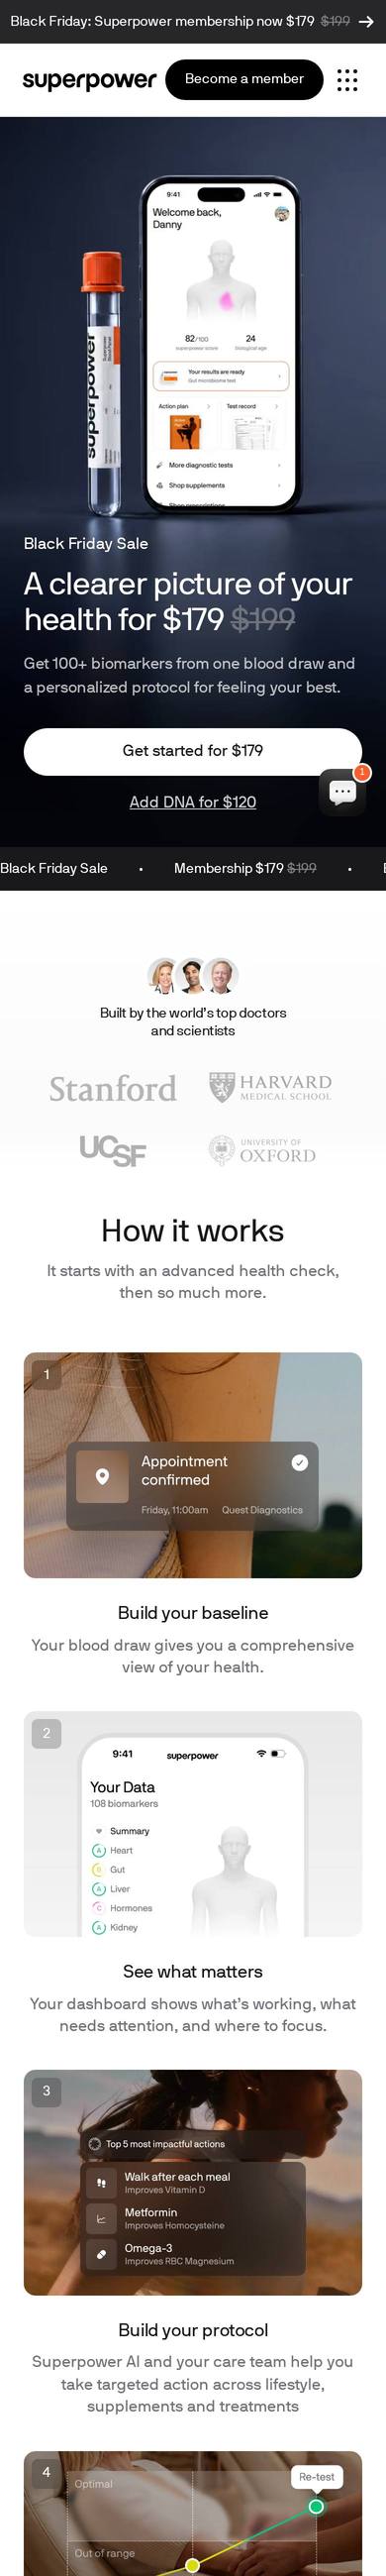 Black Friday: Superpower membership now $179 $199
superpower
Become a member
9:41
Welcome back,
Danny
82/100
24
superpower score
biological age
Your results are ready
Gut microbiome test
Action plan
Test record
More diagnostic tests
Shop supplements
Shop prescriptions
superpower
Black Friday Sale
A clearer picture of your
health for $179 $199
Get 100+ biomarkers from one blood draw and
a personalized protocol for feeling your best.
Get started for $179
1
Add DNA for $120
Black Friday Sale • Membership $179 $199 •
Built by the world's top doctors
and scientists
Stanford
HARVARD
MEDICAL SCHOOL
UCSF
UNIVERSITY OF
OXFORD
How it works
It starts with an advanced health check,
then so much more.
1
Appointment
confirmed
Friday, 11:00am Quest Diagnostics
Build your baseline
Your blood draw gives you a comprehensive
view of your health.
2
9:41
superpower
Your Data
108 biomarkers
Summary
A Heart
B Gut
A Liver
C Hormones
A Kidney
See what matters
Your dashboard shows what's working, what
needs attention, and where to focus.
3
Top 5 most impactful actions
Walk after each meal
Improves Vitamin D
Metformin
Improves Homocysteine
Omega-3
Improves RBC Magnesium
Build your protocol
Superpower AI and your care team help you
take targeted action across lifestyle,
supplements and treatments
4
Re-test
Optimal
Out of range